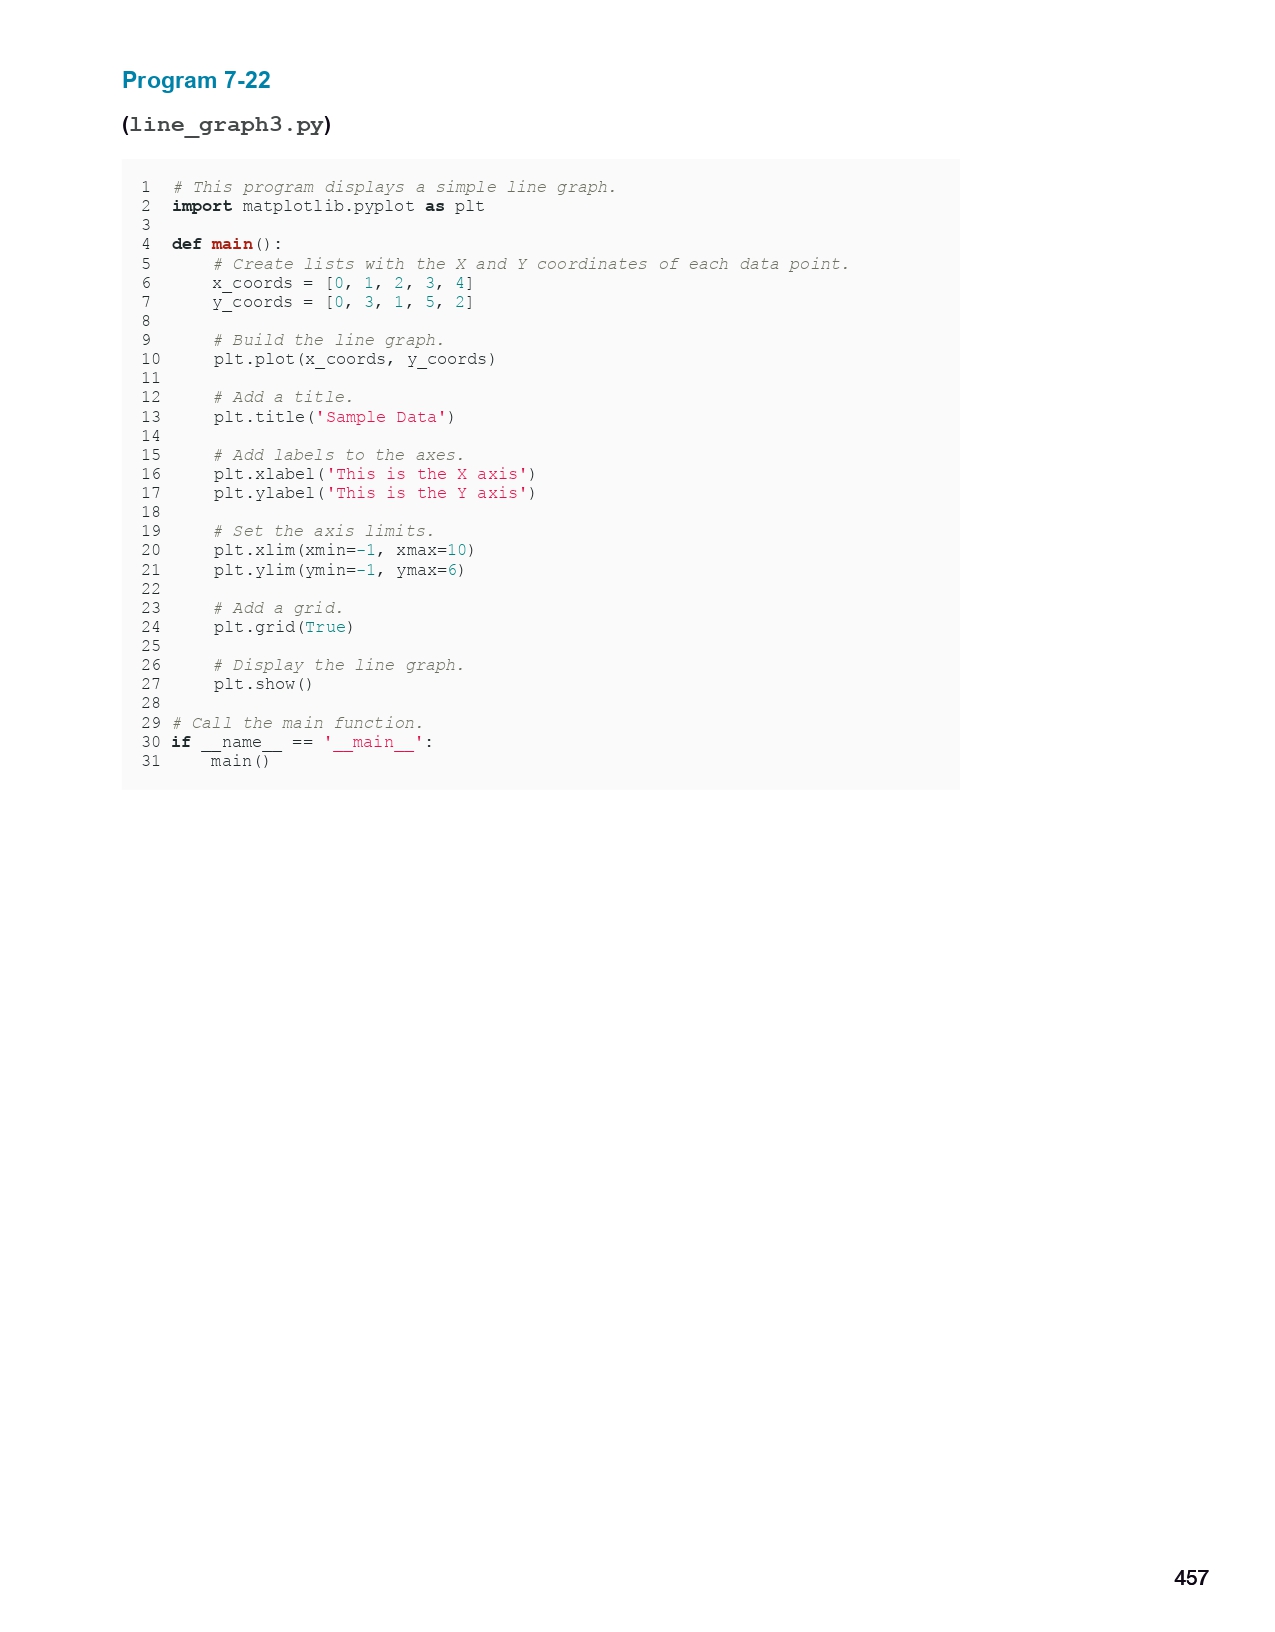 Program 7-22
(line_graph3.py)
1  # This program displays a simple line graph.
2  import matplotlib.pyplot as plt
3
4  def main():
5      # Create lists with the X and Y coordinates of each data point.
6      x_coords = [0, 1, 2, 3, 4]
7      y_coords = [0, 3, 1, 5, 2]
8
9      # Build the line graph.
10     plt.plot(x_coords, y_coords)
11
12     # Add a title.
13     plt.title('Sample Data')
14
15     # Add labels to the axes.
16     plt.xlabel('This is the X axis')
17     plt.ylabel('This is the Y axis')
18
19     # Set the axis limits.
20     plt.xlim(xmin=-1, xmax=10)
21     plt.ylim(ymin=-1, ymax=6)
22
23     # Add a grid.
24     plt.grid(True)
25
26     # Display the line graph.
27     plt.show()
28
29 # Call the main function.
30 if __name__ == '__main__':
31     main()
457